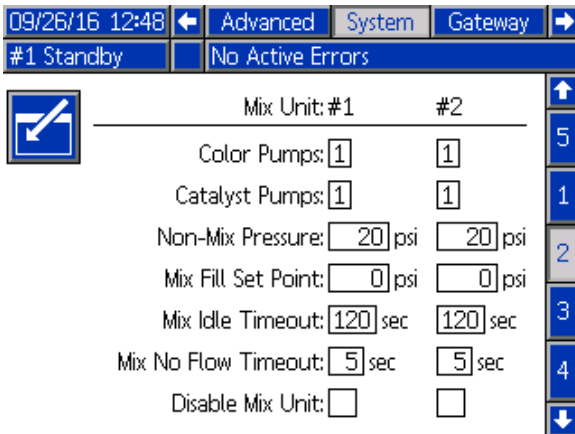 09/26/16 12:48 Advanced System Gateway
#1 Standby No Active Errors
Mix Unit: #1 #2
Color Pumps: 1 1
Catalyst Pumps: 1 1
Non-Mix Pressure: 20 psi 20 psi
Mix Fill Set Point: 0 psi 0 psi
Mix Idle Timeout: 120 sec 120 sec
Mix No Flow Timeout: 5 sec 5 sec
Disable Mix Unit:
5
1
2
3
4